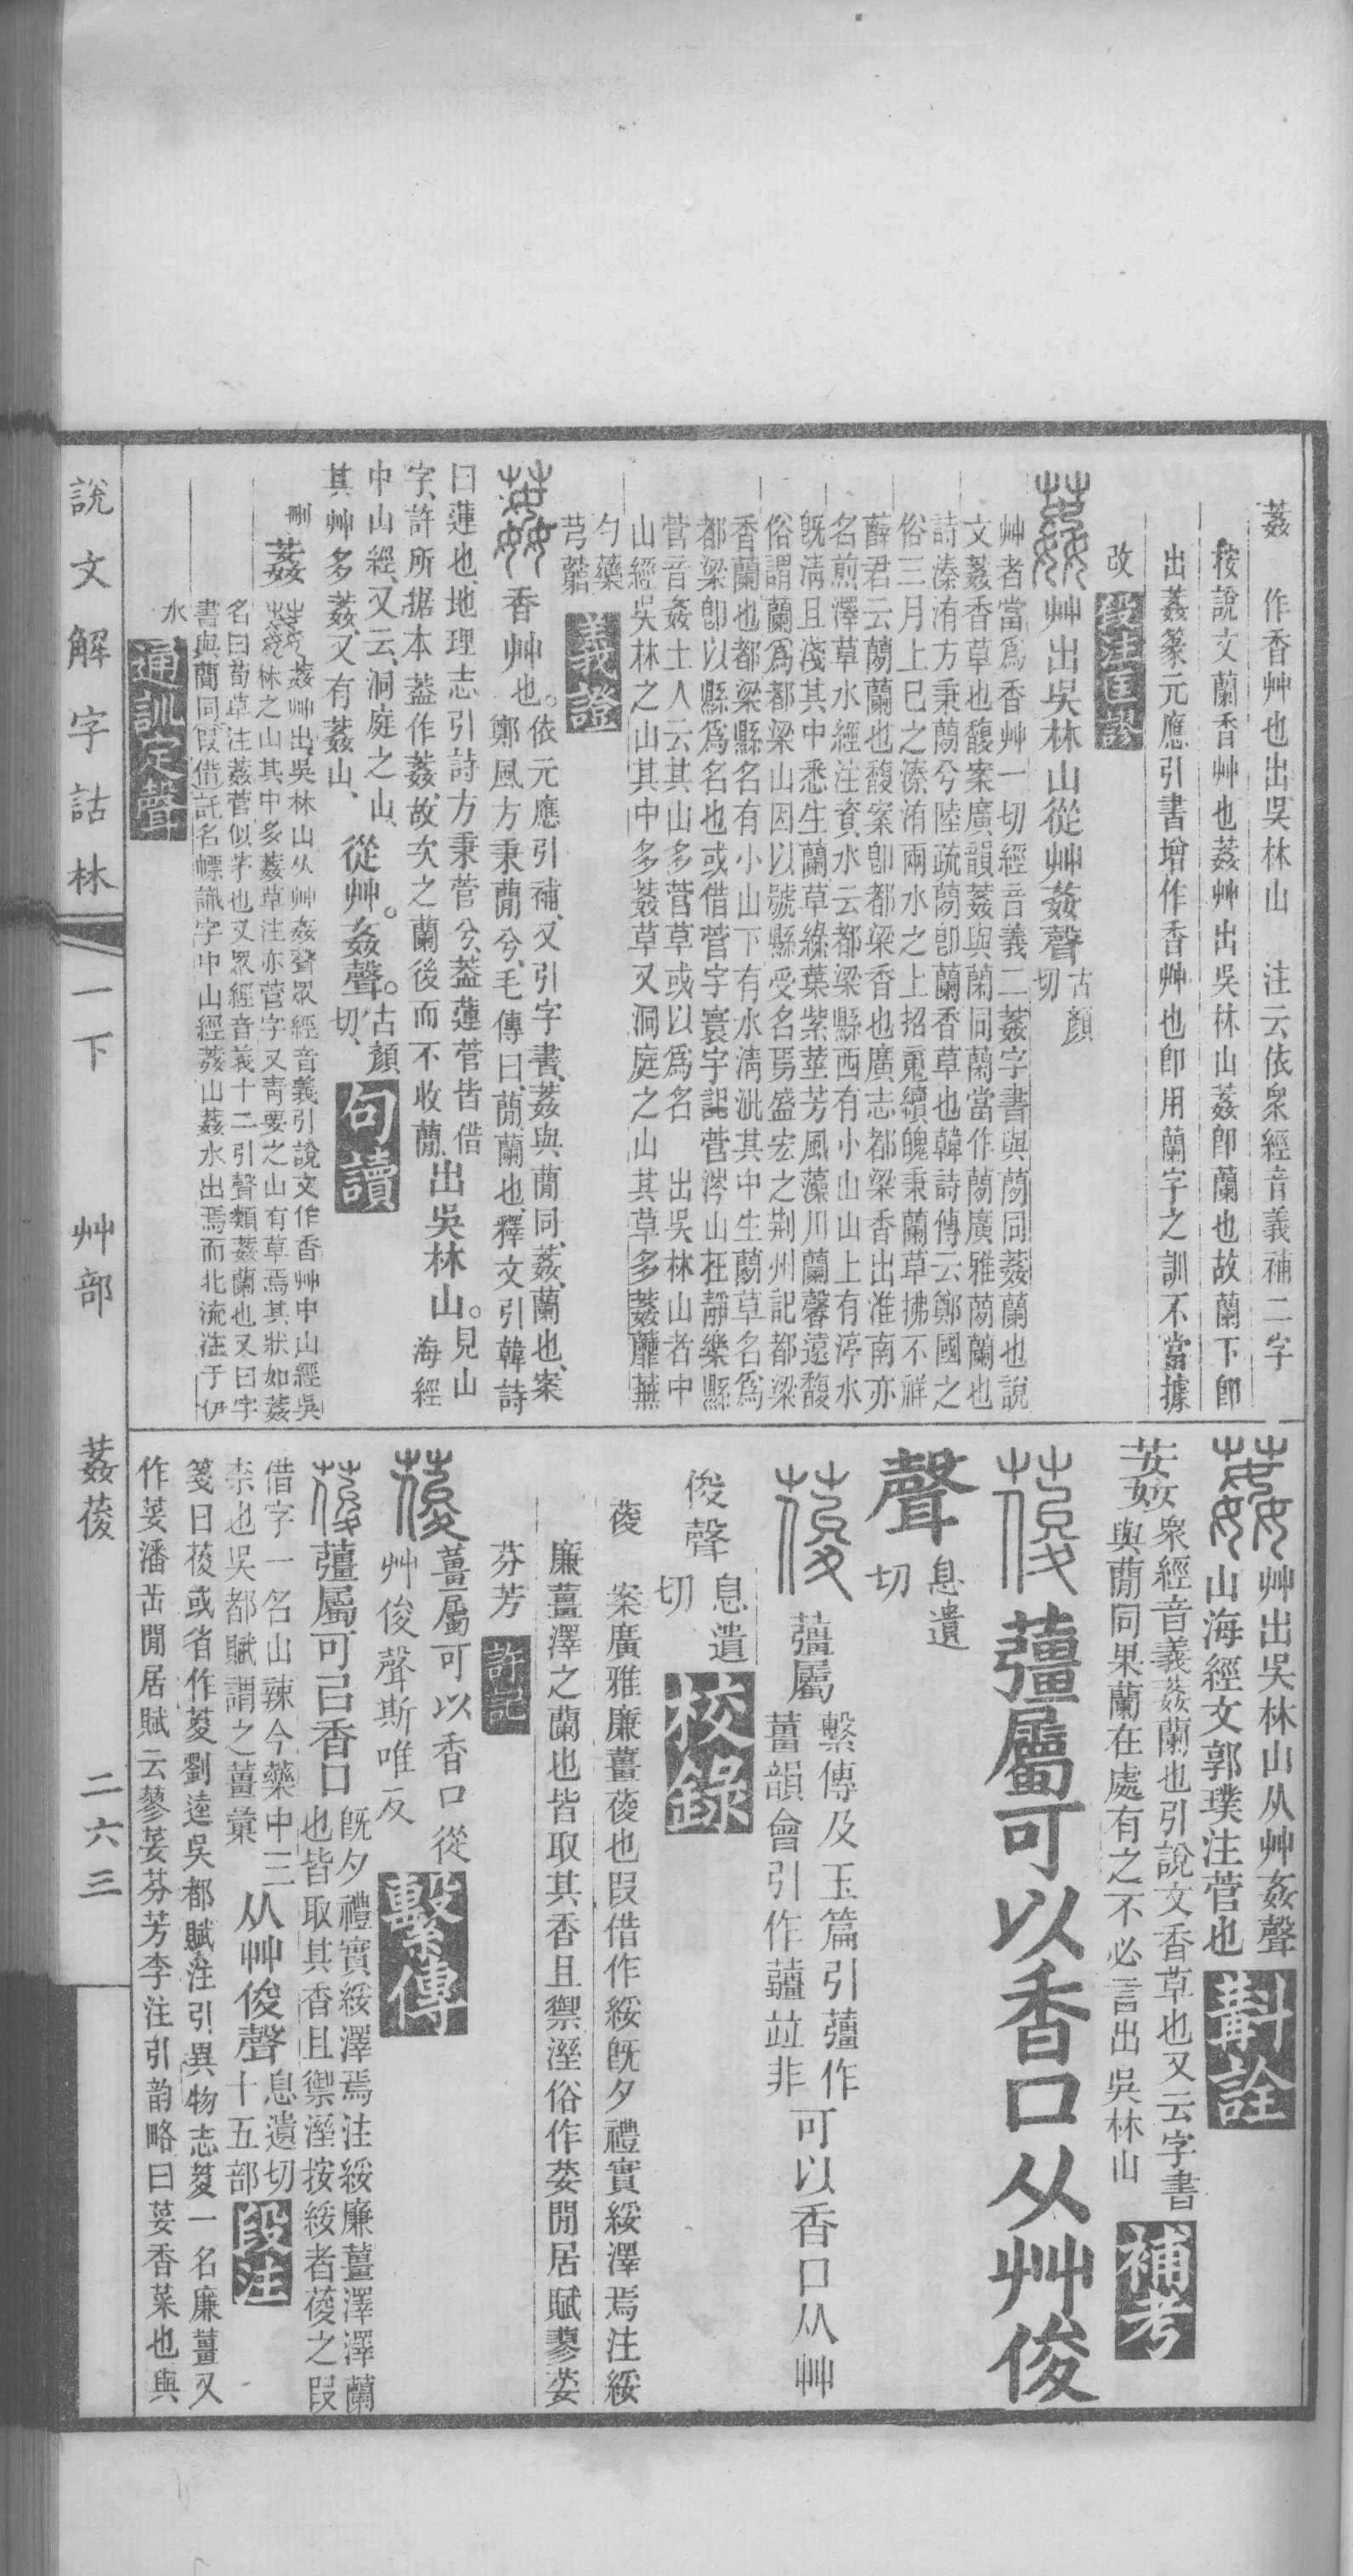 葌　作香艸也出吳林山　注云依衆經音義補二字
按說文蘭香艸也葌艸出吳林山葌卽蘭也故蘭下卽
出葌篆元應引書增作香艸也卽用蘭字之訓不當據
改　段注匡謬
葌艸出吳林山從艸姦聲古顏切
艸者當爲香艸一切經音義二葌字書與蕑同葌蘭也說
文葌香草也馥案廣韻葌與蕑同蕑當作蕑廣雅蕑蘭也
詩溱洧方秉蕑兮陸疏蕑卽蘭香草也韓詩傳云鄭國之
俗三月上巳之溱洧兩水之上招䰟續魄秉蘭草拂不祥
薛君云蕑蘭也馥案卽都梁香也廣志都梁香出淮南亦
名煎澤草水經注資水云都梁縣西有小山山上有渟水
旣淸且淺其中悉生蘭草綠葉紫莖芳風藻川蘭馨遠馥
俗謂蘭爲都梁山因以號縣受名焉盛宏之荆州記都梁
香蘭也都梁縣名有小山下有水淸泚其中生蘭草名爲
都梁卽以縣爲名也或借菅字寰宇記菅涔山在靜樂縣
菅音姦土人云其山多菅草或以爲名　出吳林山者中
山經吳林之山其中多葌草又洞庭之山其草多葌蘼蕪
勺藥
芎藭　義證
葌香艸也。依元應引補、又引字書、葌與蕑同、葌、蘭也、案
鄭風方秉蕑兮、毛傳曰、蕑、蘭也、釋文引韓詩
曰蓮也、地理志引詩方秉菅兮、葢蓮菅皆借
字、許所據本葢作葌、故次之蘭後而不收蕑、出吳林山。見山海經
中山經、又云、洞庭之山、
其艸多葌、又有葌山、從艸。姦聲。古顏切、　句讀
葌　葌艸出吳林山从艸姦聲眾經音義引說文作香艸中山經吳
林之山其中多葌草注亦菅字又靑要之山有草焉其狀如葌
名曰荀草注葌菅似茅也又眾經音義十二引聲類葌蘭也又曰字
書與蕑同叚借託名幖識字中山經葌山葌水出焉而北流注于伊
水　通訓定聲
葌艸出吳林山从艸姦聲
山海經文郭璞注菅也　斠詮
葌衆經音義葌蘭也引說文香草也又云字書
與蕑同果蘭在處有之不必言出吳林山　補考
葰薑屬可以香口从艸俊
聲息遺切
葰薑屬繫傳及玉篇引薑作
薑韻會引作薑竝非可以香口从艸
俊聲息遺切　校錄
葰　案廣雅廉薑葰也叚借作綏旣夕禮實綏澤焉注綏
廉薑澤之蘭也皆取其香且禦溼俗作荽閒居賦蓼荽
芬芳　許記
葰薑屬可以香口從
艸俊聲斯唯反　繫傳
葰薑屬可㠯香口旣夕禮實綏澤焉注綏廉薑澤澤蘭
也皆取其香且禦溼按綏者葰之叚
借字一名山辣今藥中三
柰也吳都賦謂之薑彙从艸俊聲息遺切十五部　段注
箋曰葰或省作荾劉逵吳都賦注引異物志荾一名廉薑又
作荽潘岳閒居賦云蓼荽芬芳李注引韵略曰荽香菜也與
說文解字詁林　一下　艸部　葌葰　二六三